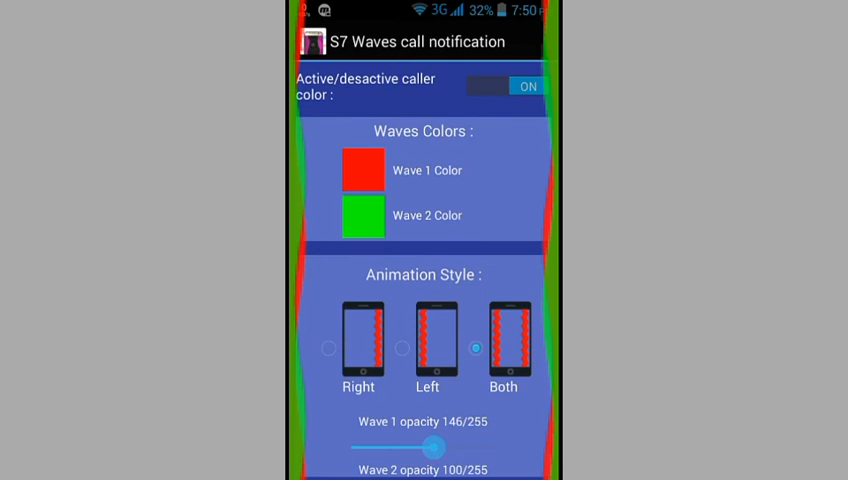 3G 32% 7:50
S7 Waves call notification
Active/desactive caller
color :
ON
Waves Colors :
Wave 1 Color
Wave 2 Color
Animation Style :
Right Left Both
Wave 1 opacity 146/255
Wave 2 opacity 100/255